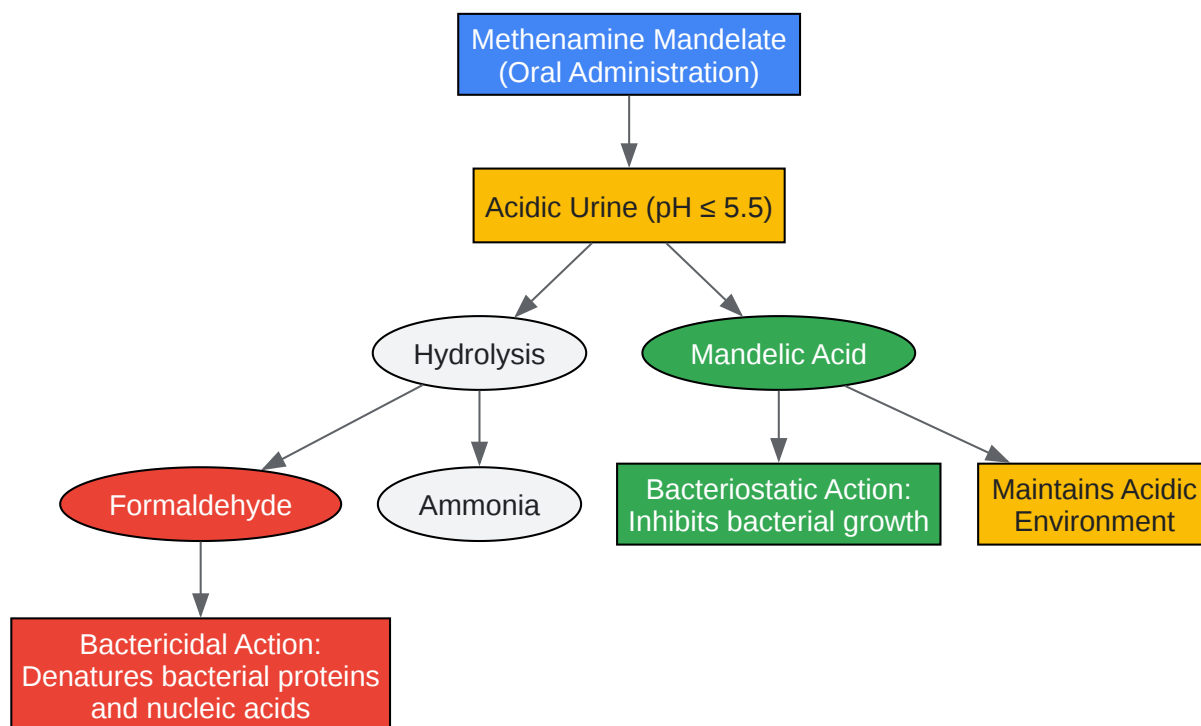 Methenamine Mandelate
(Oral Administration)
Acidic Urine (pH ≤ 5.5)
Hydrolysis
Mandelic Acid
Formaldehyde
Ammonia
Bacteriostatic Action:
Inhibits bacterial growth
Maintains Acidic
Environment
Bactericidal Action:
Denatures bacterial proteins
and nucleic acids